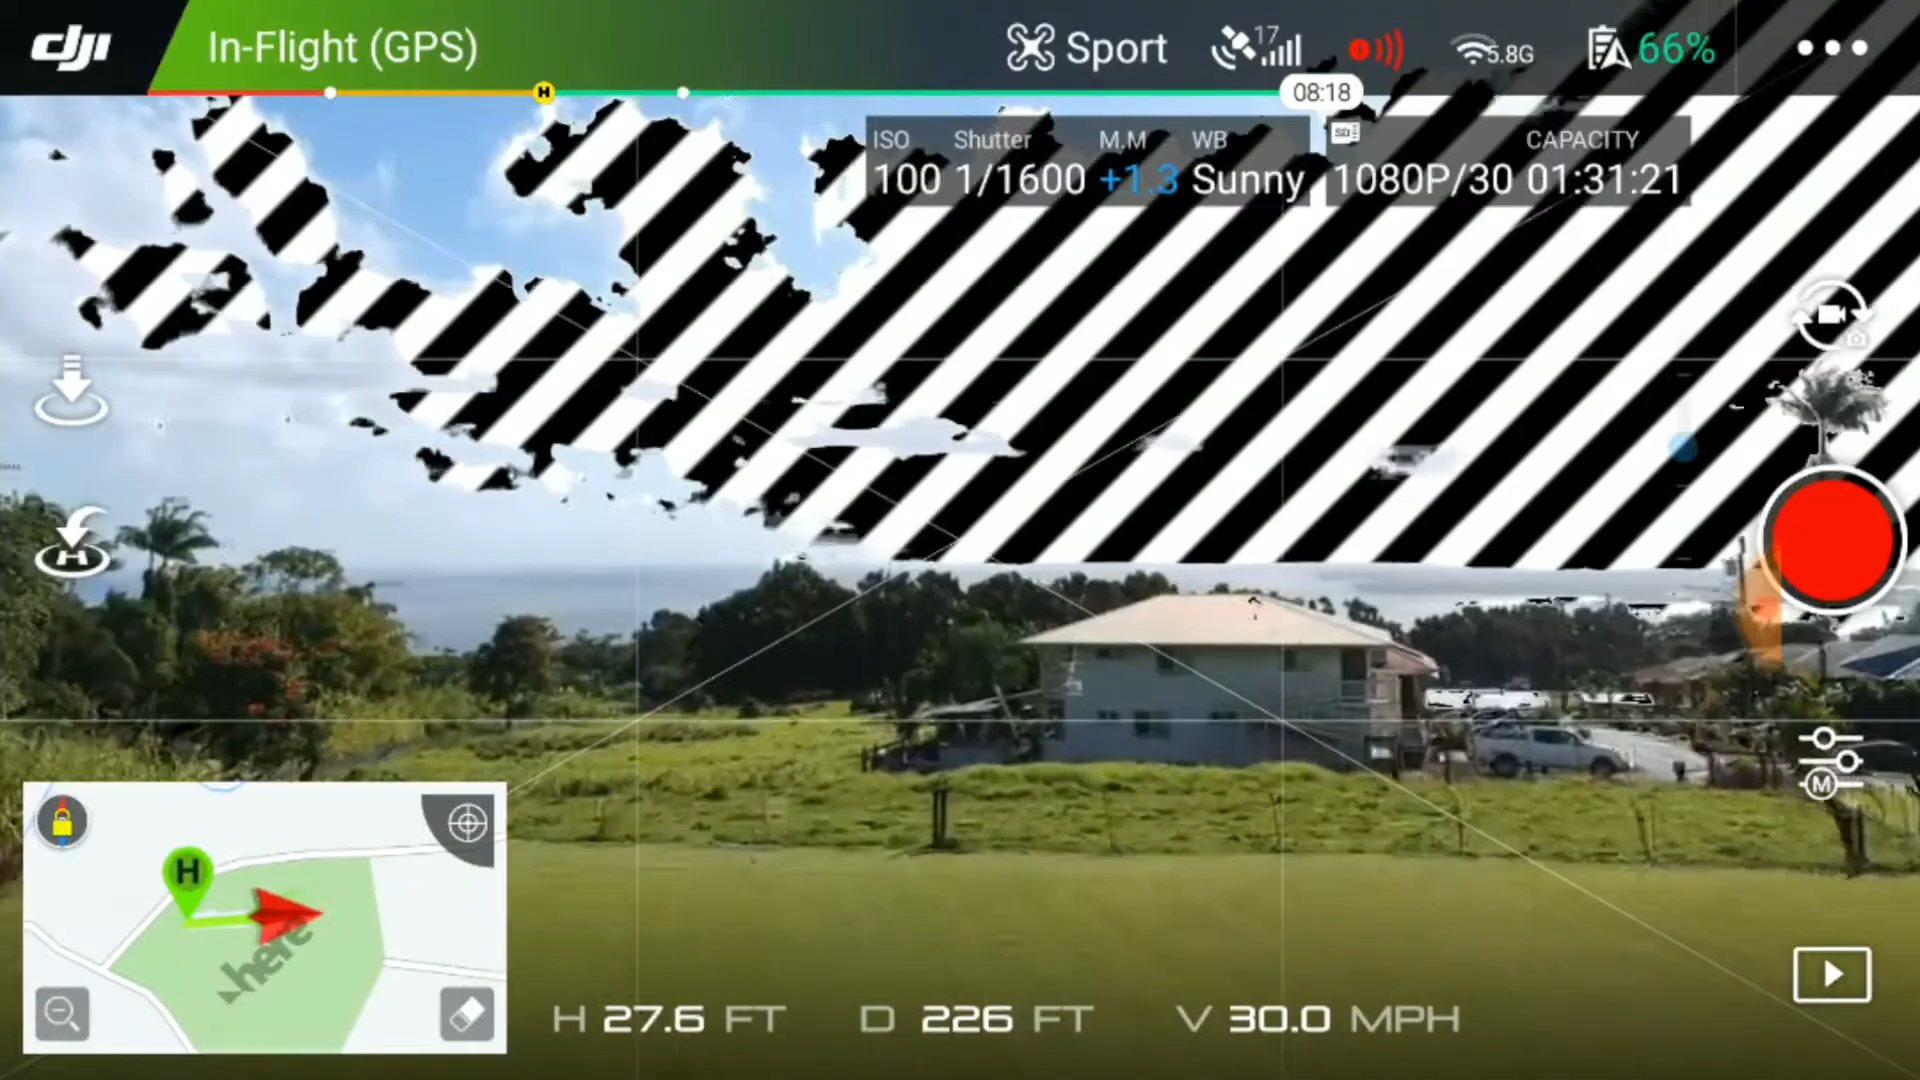 dji In-Flight (GPS) Sport 17 5.8G 66%
H 08:18
ISO Shutter M.M WB SD CAPACITY
100 1/1600 +1.3 Sunny 1080P/30 01:31:21
H
M
H
here
H 27.6 FT D 226 FT V 30.0 MPH